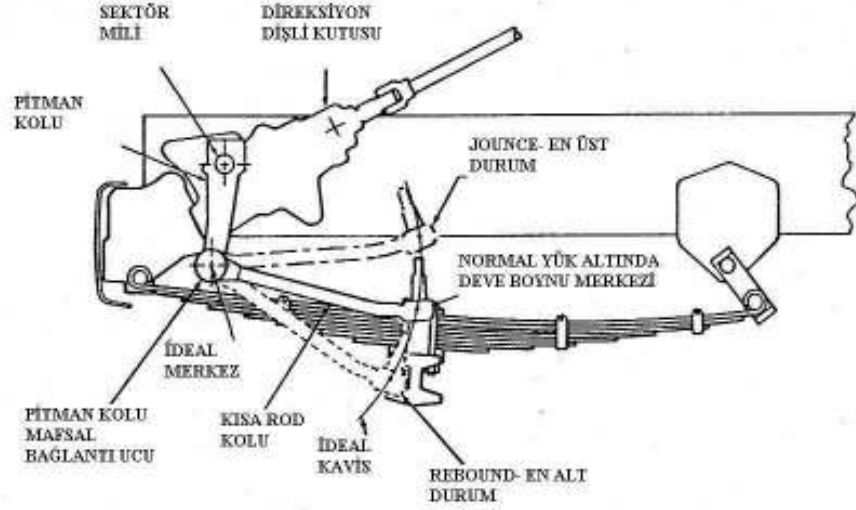 SEKTÖR
MİLİ
DİREKSİYON
DİŞLİ KUTUSU
PİTMAN
KOLU
JOUNCE- EN ÜST
DURUM
NORMAL YÜK ALTINDA
DEVE BOYNU MERKEZİ
İDEAL
MERKEZ
PİTMAN KOLU
MAFSAL
BAĞLANTI UCU
KISA ROD
KOLU
İDEAL
KAVİS
REBOUND- EN ALT
DURUM